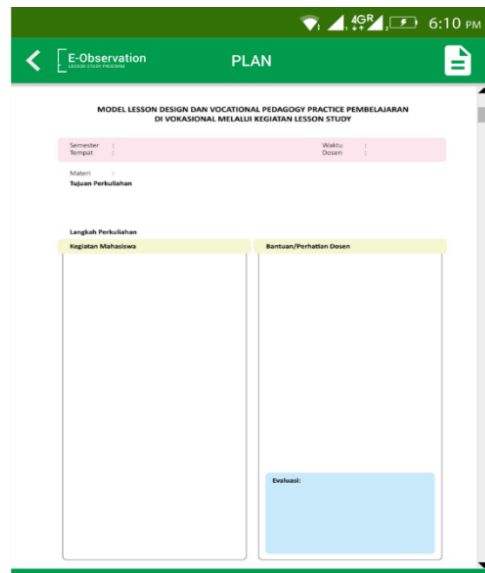 4G R 6:10 PM
E-Observation PLAN
LESSON STUDY PROGRAM
MODEL LESSON DESIGN DAN VOCATIONAL PEDAGOGY PRACTICE PEMBELAJARAN
DI VOKASIONAL MELALUI KEGIATAN LESSON STUDY
Semester : Waktu :
Tempat : Dosen :
Materi :
Tujuan Perkuliahan
Langkah Perkuliahan
Kegiatan Mahasiswa Bantuan/Perhatian Dosen
Evaluasi: